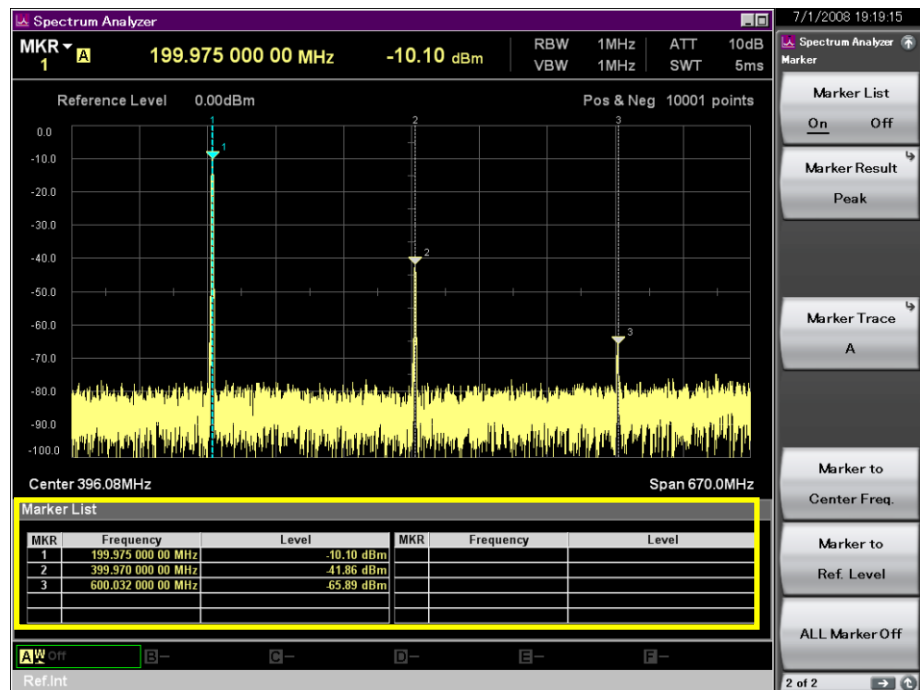 Spectrum Analyzer
MKR
1
A
199.975 000 00 MHz
-10.10 dBm
RBW 1MHz
VBW 1MHz
ATT 10dB
SWT 5ms
Reference Level 0.00dBm
Pos & Neg 10001 points
1
2
3
0.0
-10.0
-20.0
-30.0
-40.0
-50.0
-60.0
-70.0
-80.0
-90.0
-100.0
1
2
3
Center 396.08MHz
Span 670.0MHz
Marker List
MKR Frequency Level MKR Frequency Level
1 199.975 000 00 MHz -10.10 dBm
2 399.970 000 00 MHz -41.86 dBm
3 600.032 000 00 MHz -65.89 dBm
A W Off B- C- D- E- F-
Ref.Int
7/1/2008 19:19:15
Spectrum Analyzer
Marker
Marker List
On Off
Marker Result
Peak
Marker Trace
A
Marker to
Center Freq.
Marker to
Ref. Level
ALL Marker Off
2 of 2